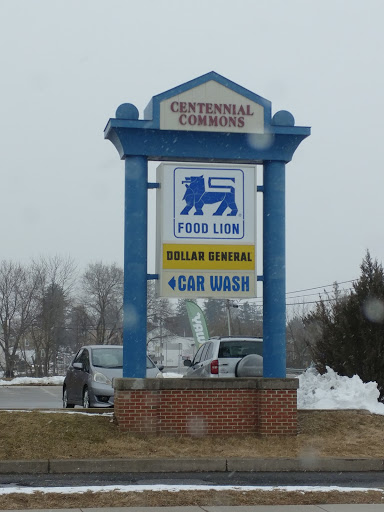 CENTENNIAL
COMMONS
FOOD LION
DOLLAR GENERAL
CAR WASH